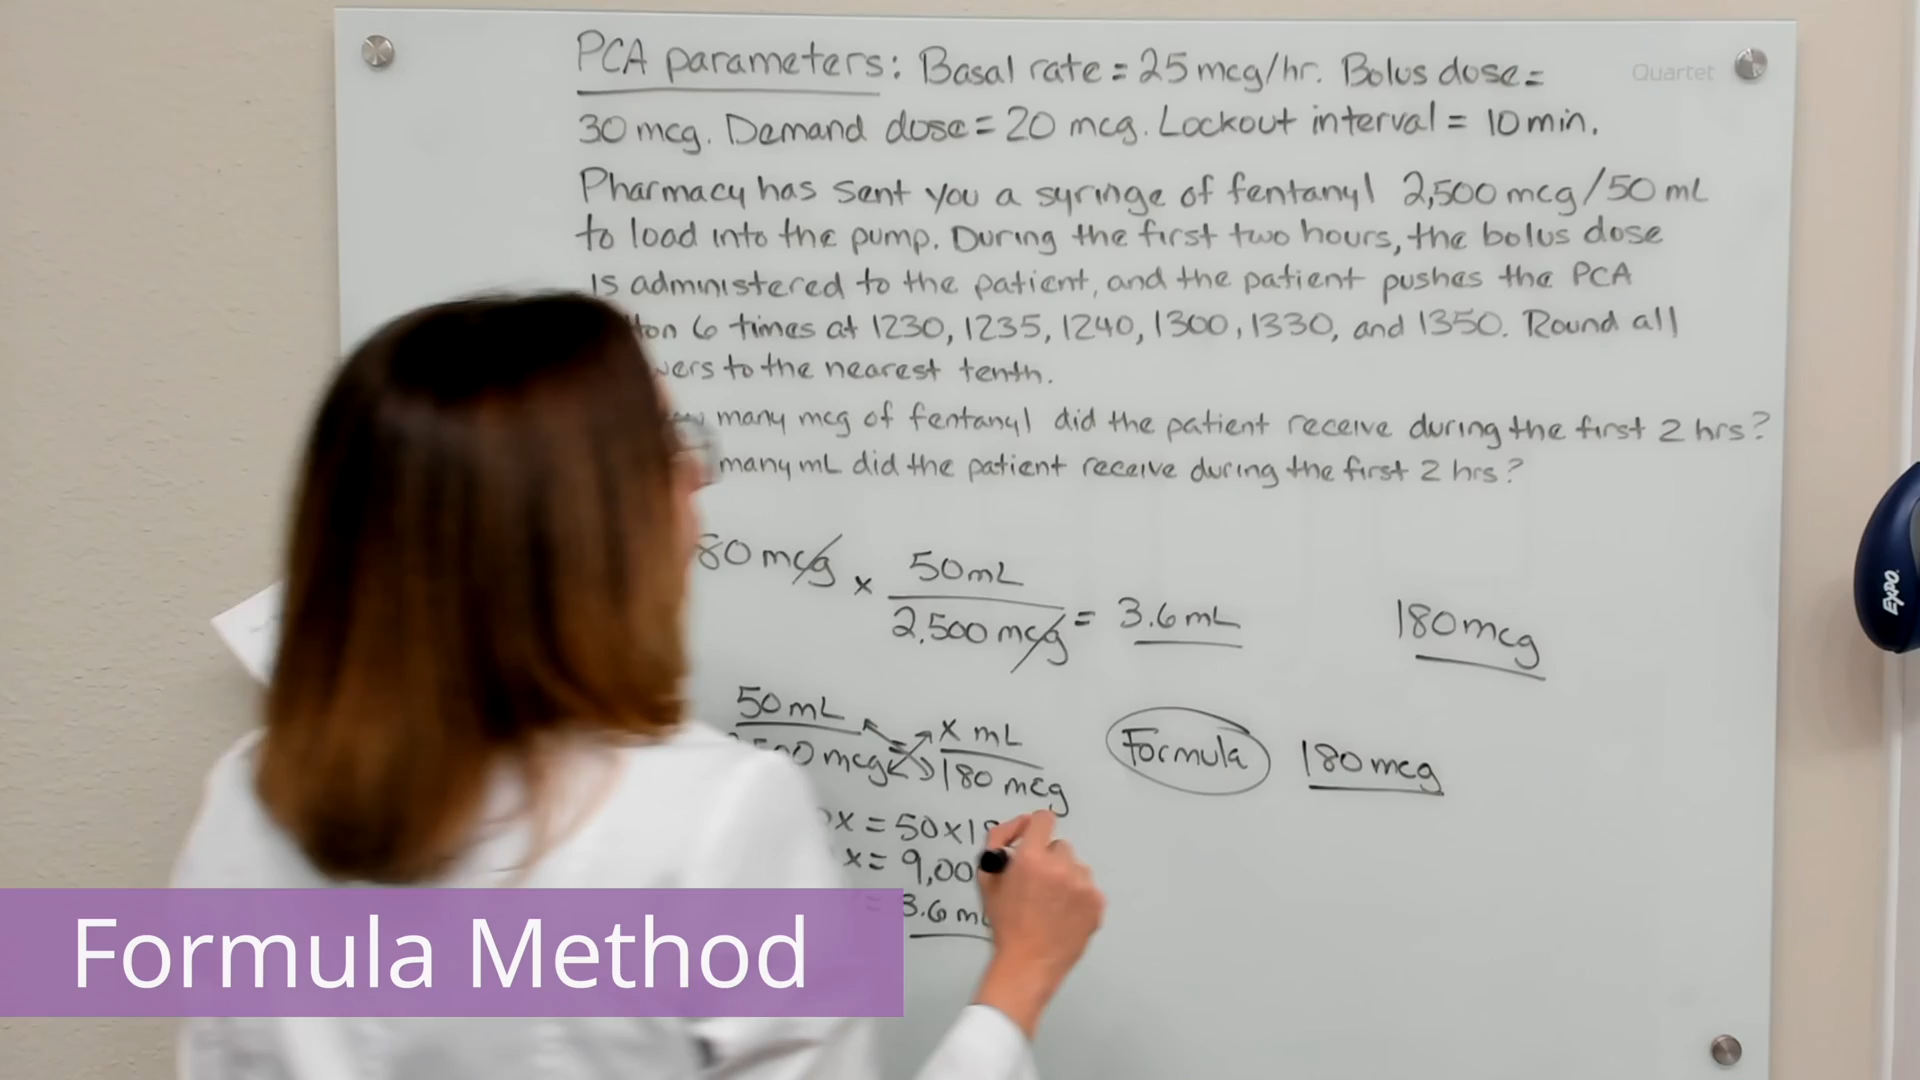 PCA parameters: Basal rate = 25 mcg/hr. Bolus dose =
Quartet
30 mcg. Demand dose = 20 mcg. Lockout interval = 10 min.
Pharmacy has sent you a syringe of fentanyl 2,500 mcg/50 mL
to load into the pump. During the first two hours, the bolus dose
is administered to the patient, and the patient pushes the PCA
6 times at 1230, 1235, 1240, 1300, 1330, and 1350. Round all
to the nearest tenth.
many mcg of fentanyl did the patient receive during the first 2 hrs?
many mL did the patient receive during the first 2 hrs?
80 mcg x 50 mL / 2,500 mcg = 3.6 mL
180 mcg
EXPO
50 mL x mL
mcg 180 mcg
Formula 180 mcg
x = 50 x
x = 9,00
= 3.6
Formula Method